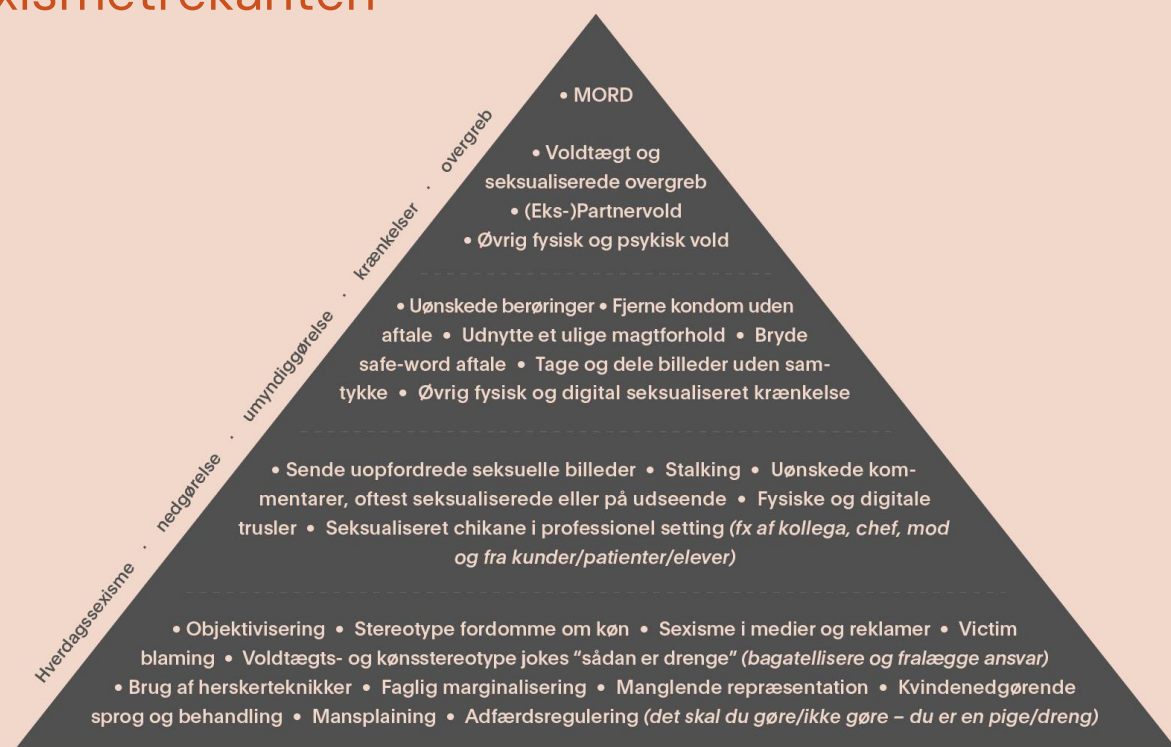 xismetrekanten
• MORD
• Voldtægt og
seksualiserede overgreb
• (Eks-)Partnervold
• Øvrig fysisk og psykisk vold
• Uønskede berøringer • Fjerne kondom uden
aftale • Udnytte et ulige magtforhold • Bryde
safe-word aftale • Tage og dele billeder uden sam-
tykke • Øvrig fysisk og digital seksualiseret krænkelse
• Sende uopfordrede seksuelle billeder • Stalking • Uønskede kom-
mentarer, oftest seksualiserede eller på udseende • Fysiske og digitale
trusler • Seksualiseret chikane i professionel setting (fx af kollega, chef, mod
og fra kunder/patienter/elever)
• Objektivisering • Stereotype fordomme om køn • Sexisme i medier og reklamer • Victim
blaming • Voldtægts- og kønsstereotype jokes “sådan er drenge” (bagatellisere og fralægge ansvar)
• Brug af herskerteknikker • Faglig marginalisering • Manglende repræsentation • Kvindenedgørende
sprog og behandling • Mansplaining • Adfærdsregulering (det skal du gøre/ikke gøre – du er en pige/dreng)
Hverdagssexisme · nedgørelse · umyndiggørelse · krænkelser · overgreb